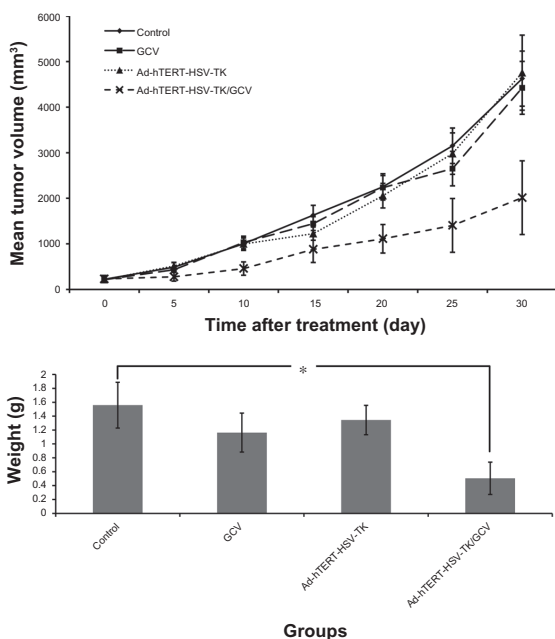 Mean tumor volume (mm³)
6000
5000
4000
3000
2000
1000
0
Control
GCV
Ad-hTERT-HSV-TK
Ad-hTERT-HSV-TK/GCV
0 5 10 15 20 25 30
Time after treatment (day)
Weight (g)
2
1.8
1.6
1.4
1.2
1
0.8
0.6
0.4
0.2
0
*
Control
GCV
Ad-hTERT-HSV-TK
Ad-hTERT-HSV-TK/GCV
Groups